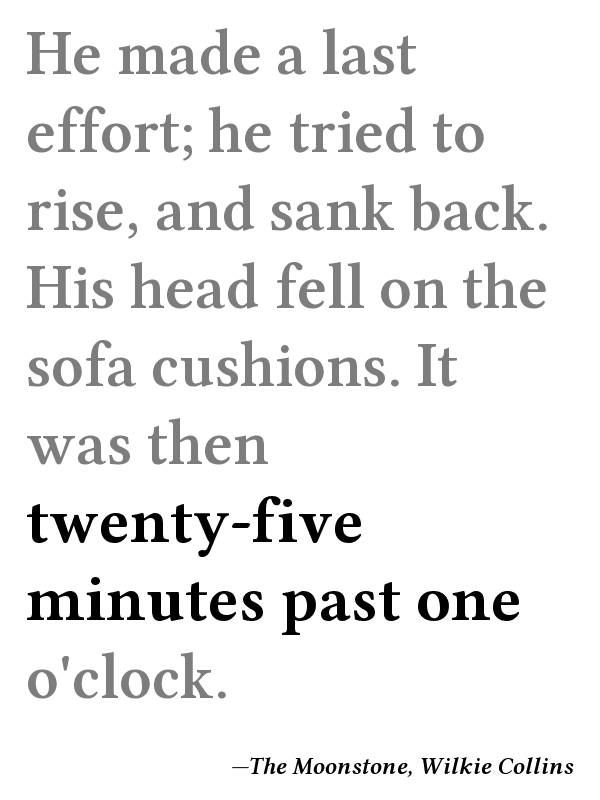 He made a last
effort; he tried to
rise, and sank back.
His head fell on the
sofa cushions. It
was then
twenty-five
minutes past one
o'clock.
—The Moonstone, Wilkie Collins